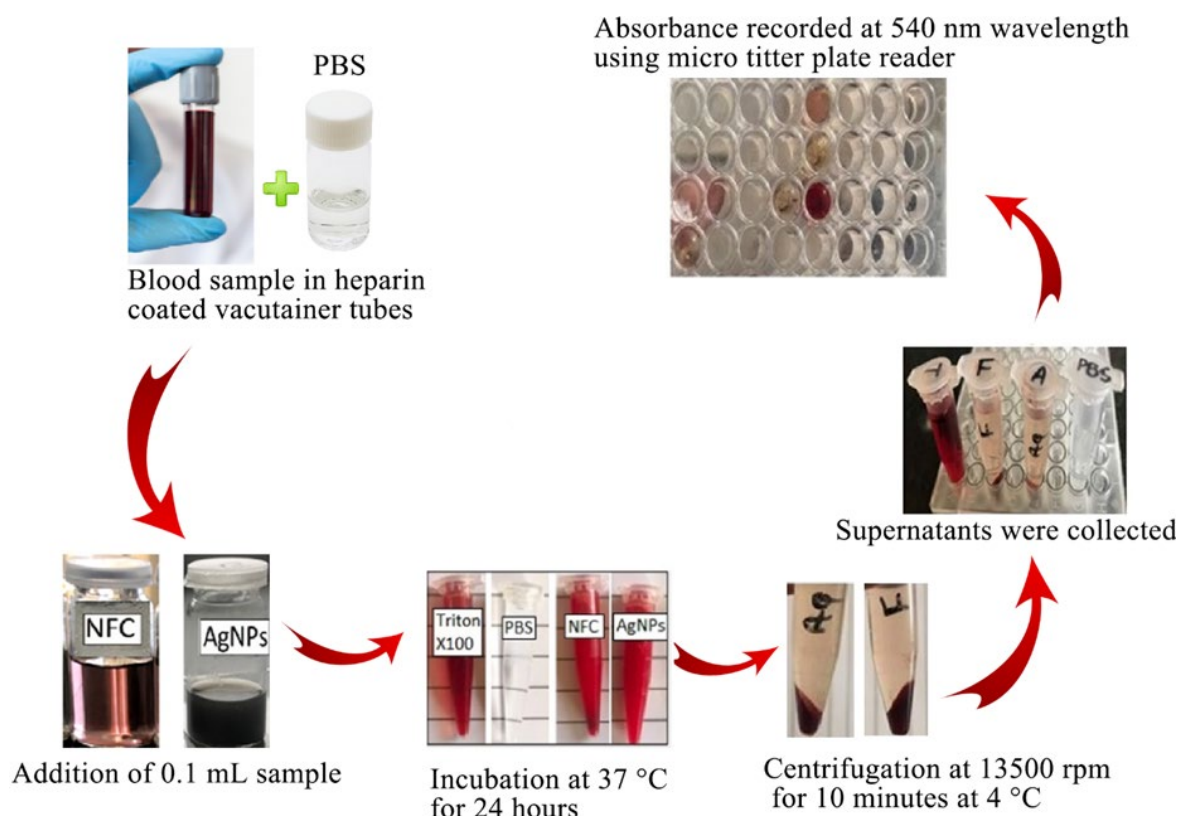 PBS
Blood sample in heparin
coated vacutainer tubes
NFC
AgNPs
Addition of 0.1 mL sample
Triton
X100
PBS
NFC
AgNPs
Incubation at 37 °C
for 24 hours
Ag
F
Centrifugation at 13500 rpm
for 10 minutes at 4 °C
F
A
PBS
F
Ag
Supernatants were collected
Absorbance recorded at 540 nm wavelength
using micro titter plate reader